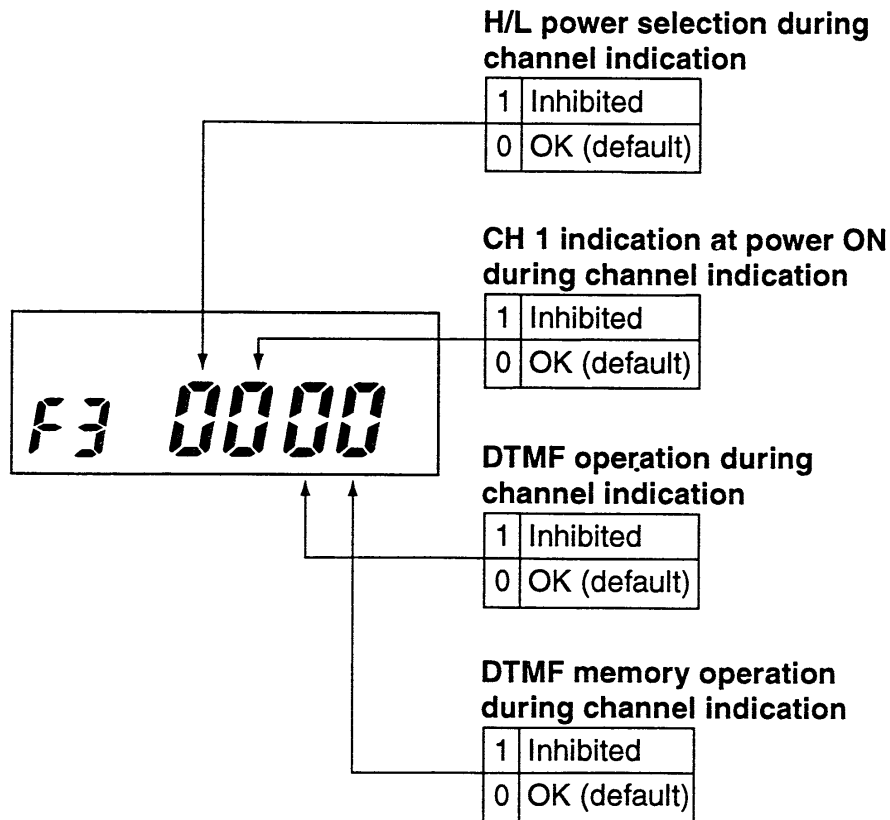 H/L power selection during
channel indication
1 Inhibited
0 OK (default)
CH 1 indication at power ON
during channel indication
1 Inhibited
0 OK (default)
F3 0000
DTMF operation during
channel indication
1 Inhibited
0 OK (default)
DTMF memory operation
during channel indication
1 Inhibited
0 OK (default)